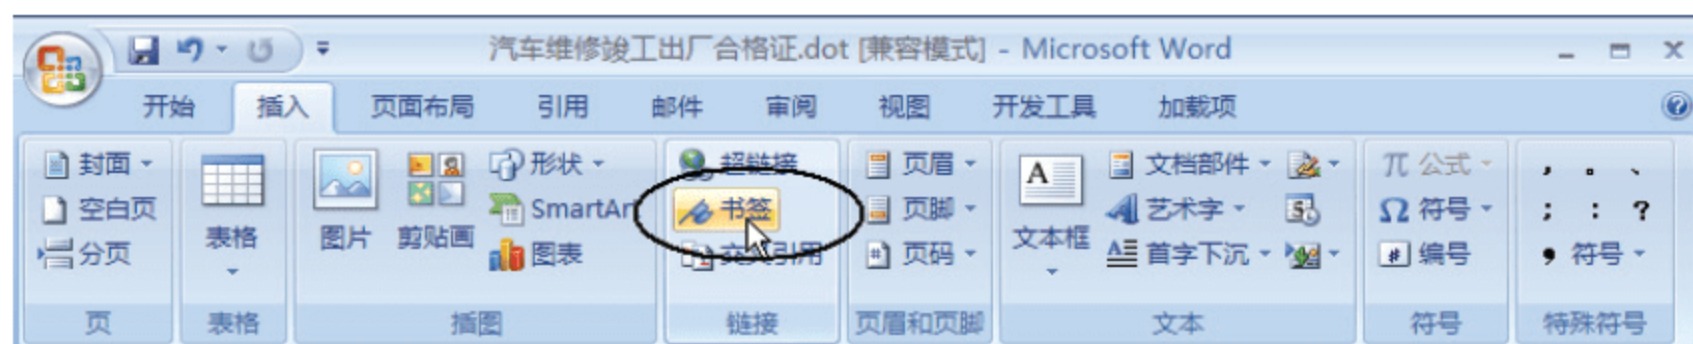 汽车维修竣工出厂合格证.dot [兼容模式] - Microsoft Word
开始 插入 页面布局 引用 邮件 审阅 视图 开发工具 加载项
封面 表格 图片 剪贴画 形状 超链接 页眉 文本框 文档部件 公式 , 。 、
空白页 SmartArt 书签 页脚 艺术字 符号 ; : ?
分页 图表 交叉引用 页码 首字下沉 编号 符号
页 表格 插图 链接 页眉和页脚 文本 符号 特殊符号